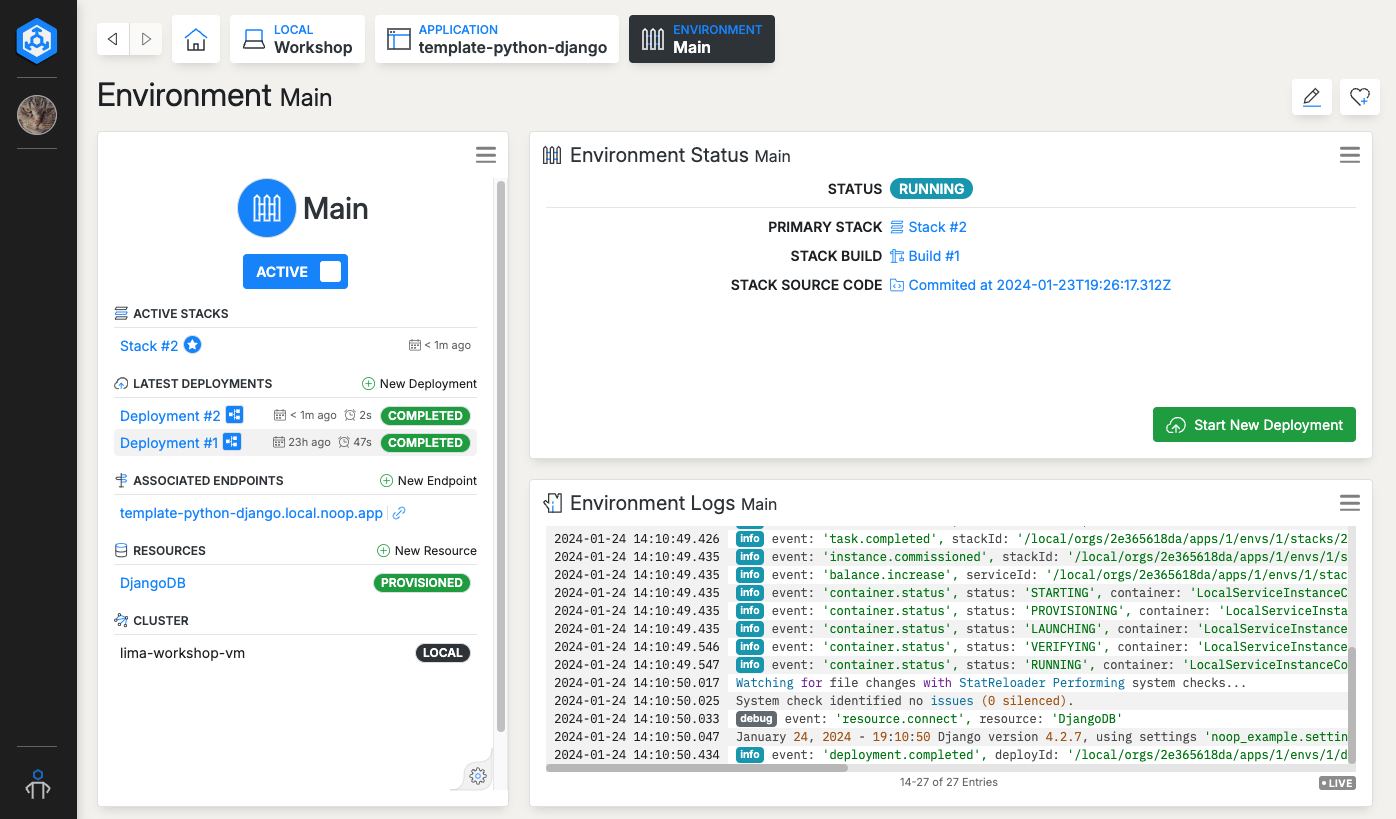 LOCAL
Workshop
APPLICATION
template-python-django
ENVIRONMENT
Main
Environment Main
Main
ACTIVE
ACTIVE STACKS
Stack #2 < 1m ago
LATEST DEPLOYMENTS New Deployment
Deployment #2 < 1m ago 2s COMPLETED
Deployment #1 23h ago 47s COMPLETED
ASSOCIATED ENDPOINTS New Endpoint
template-python-django.local.noop.app
RESOURCES New Resource
DjangoDB PROVISIONED
CLUSTER
lima-workshop-vm LOCAL
Environment Status Main
STATUS RUNNING
PRIMARY STACK Stack #2
STACK BUILD Build #1
STACK SOURCE CODE Commited at 2024-01-23T19:26:17.312Z
Start New Deployment
Environment Logs Main
2024-01-24 14:10:49.426 info event: 'task.completed', stackId: '/local/orgs/2e365618da/apps/1/envs/1/stacks/2
2024-01-24 14:10:49.435 info event: 'instance.commissioned', stackId: '/local/orgs/2e365618da/apps/1/envs/1/s
2024-01-24 14:10:49.435 info event: 'balance.increase', serviceId: '/local/orgs/2e365618da/apps/1/envs/1/stac
2024-01-24 14:10:49.435 info event: 'container.status', status: 'STARTING', container: 'LocalServiceInstanceC
2024-01-24 14:10:49.435 info event: 'container.status', status: 'PROVISIONING', container: 'LocalServiceInsta
2024-01-24 14:10:49.435 info event: 'container.status', status: 'LAUNCHING', container: 'LocalServiceInstance
2024-01-24 14:10:49.546 info event: 'container.status', status: 'VERIFYING', container: 'LocalServiceInstance
2024-01-24 14:10:49.547 info event: 'container.status', status: 'RUNNING', container: 'LocalServiceInstanceCo
2024-01-24 14:10:50.017 Watching for file changes with StatReloader Performing system checks...
2024-01-24 14:10:50.025 System check identified no issues (0 silenced).
2024-01-24 14:10:50.033 debug event: 'resource.connect', resource: 'DjangoDB'
2024-01-24 14:10:50.047 January 24, 2024 - 19:10:50 Django version 4.2.7, using settings 'noop_example.settin
2024-01-24 14:10:50.434 info event: 'deployment.completed', deployId: '/local/orgs/2e365618da/apps/1/envs/1/d
14-27 of 27 Entries
LIVE